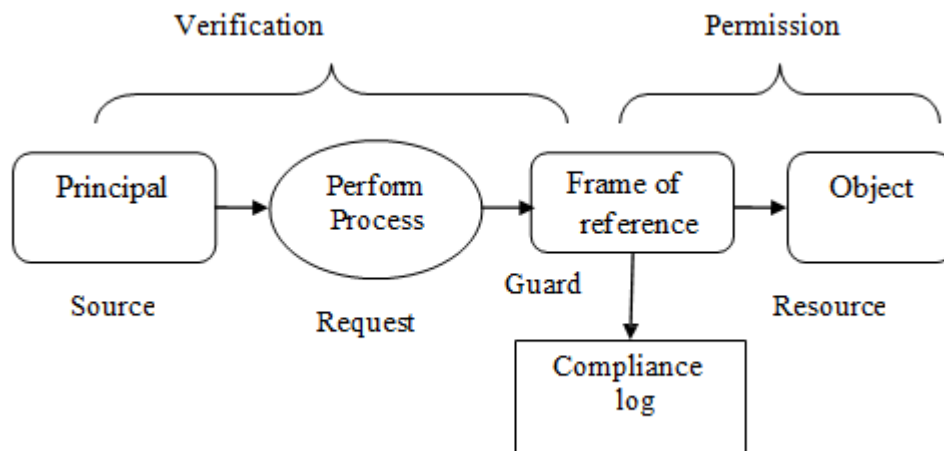 Verification
Permission
Principal
Perform
Process
Frame of
reference
Object
Source
Request
Guard
Resource
Compliance
log